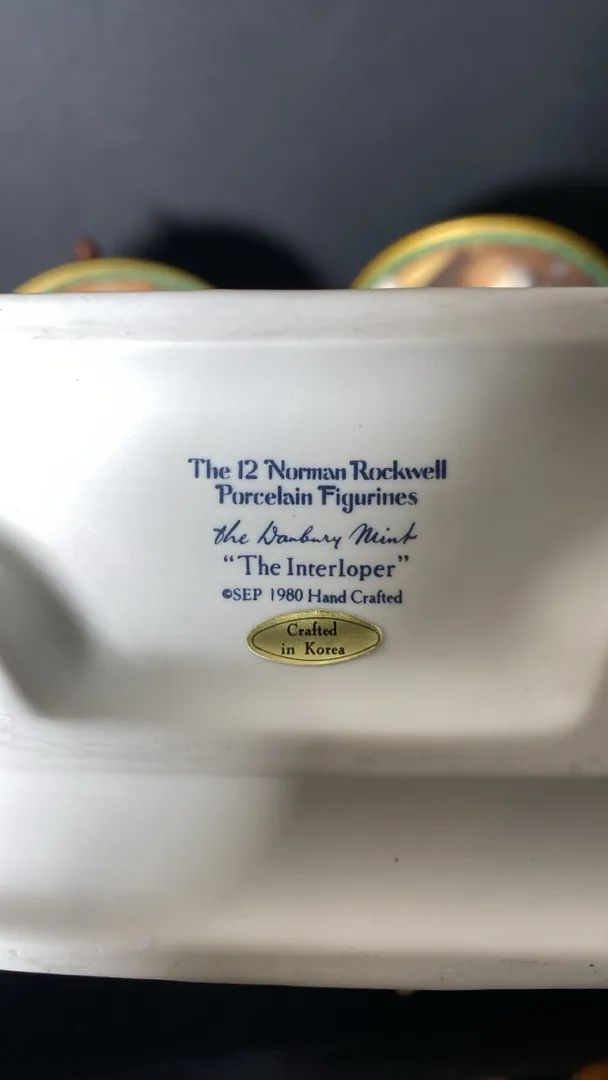 The 12 Norman Rockwell
Porcelain Figurines
the Danbury Mint
“The Interloper”
©SEP 1980 Hand Crafted
Crafted
in Korea